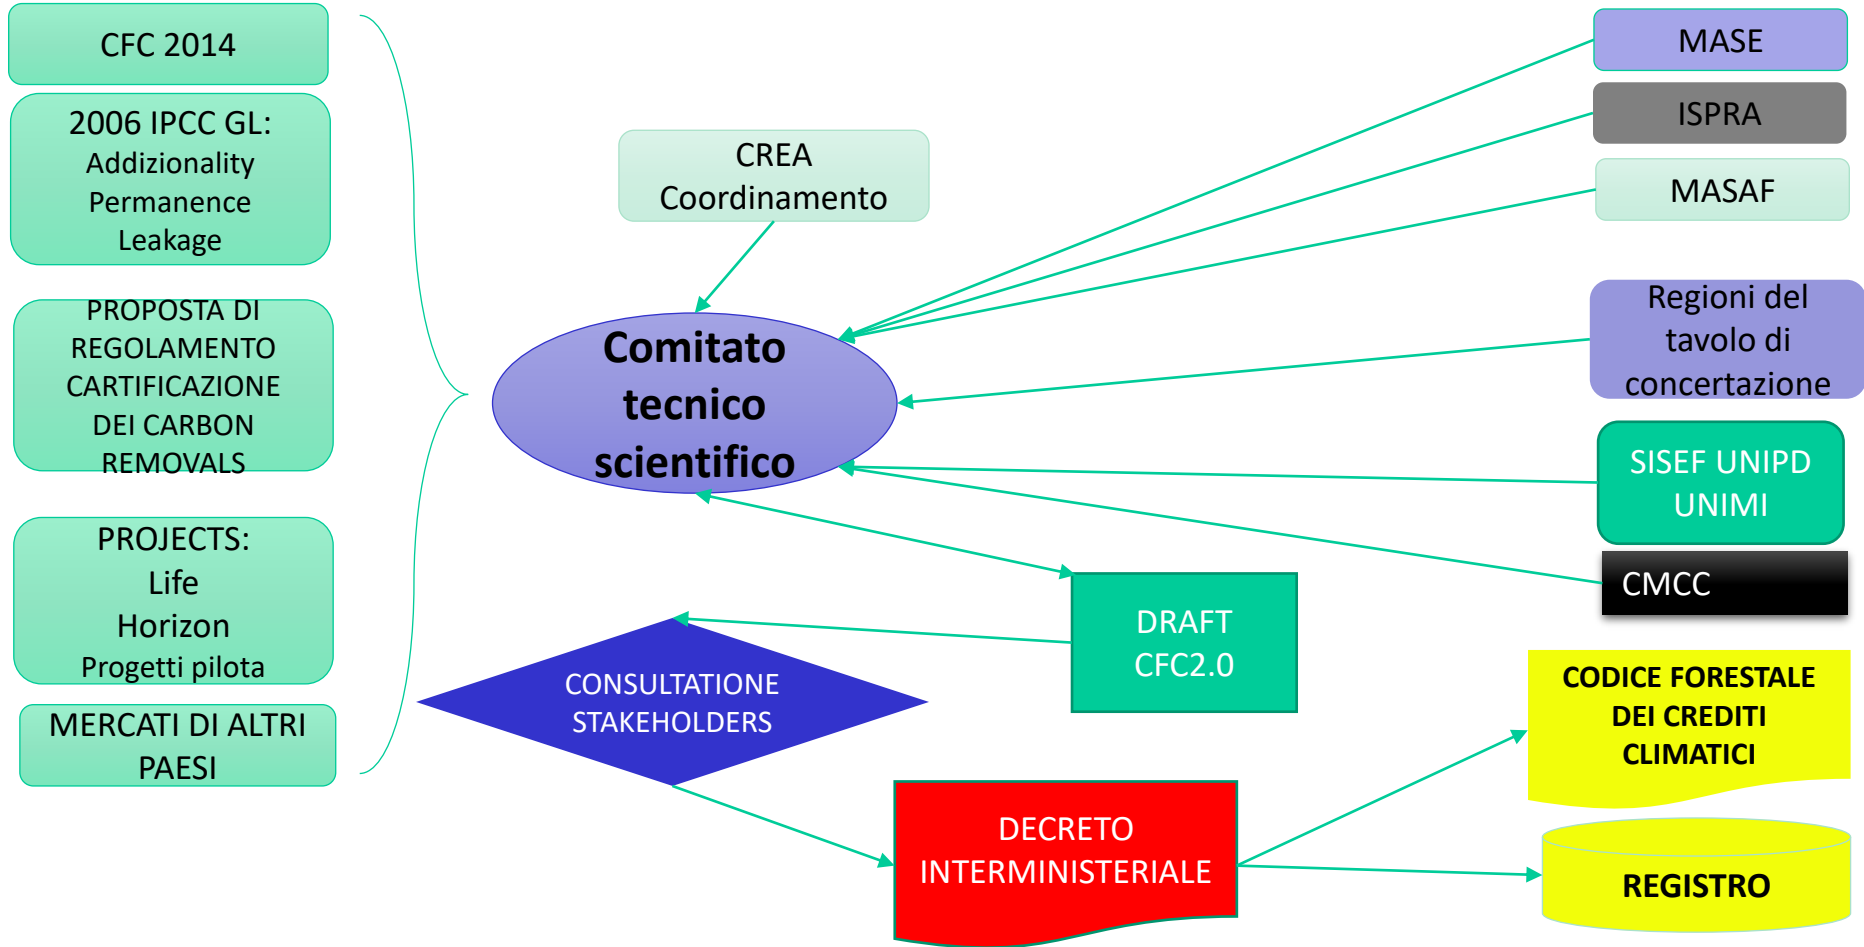 CFC 2014
2006 IPCC GL:
Addizionality
Permanence
Leakage
PROPOSTA DI
REGOLAMENTO
CARTIFICAZIONE
DEI CARBON
REMOVALS
PROJECTS:
Life
Horizon
Progetti pilota
MERCATI DI ALTRI
PAESI
CREA
Coordinamento
Comitato
tecnico
scientifico
MASE
ISPRA
MASAF
Regioni del
tavolo di
concertazione
SISEF UNIPD
UNIMI
CMCC
DRAFT
CFC2.0
CONSULTATIONE
STAKEHOLDERS
DECRETO
INTERMINISTERIALE
CODICE FORESTALE
DEI CREDITI
CLIMATICI
REGISTRO